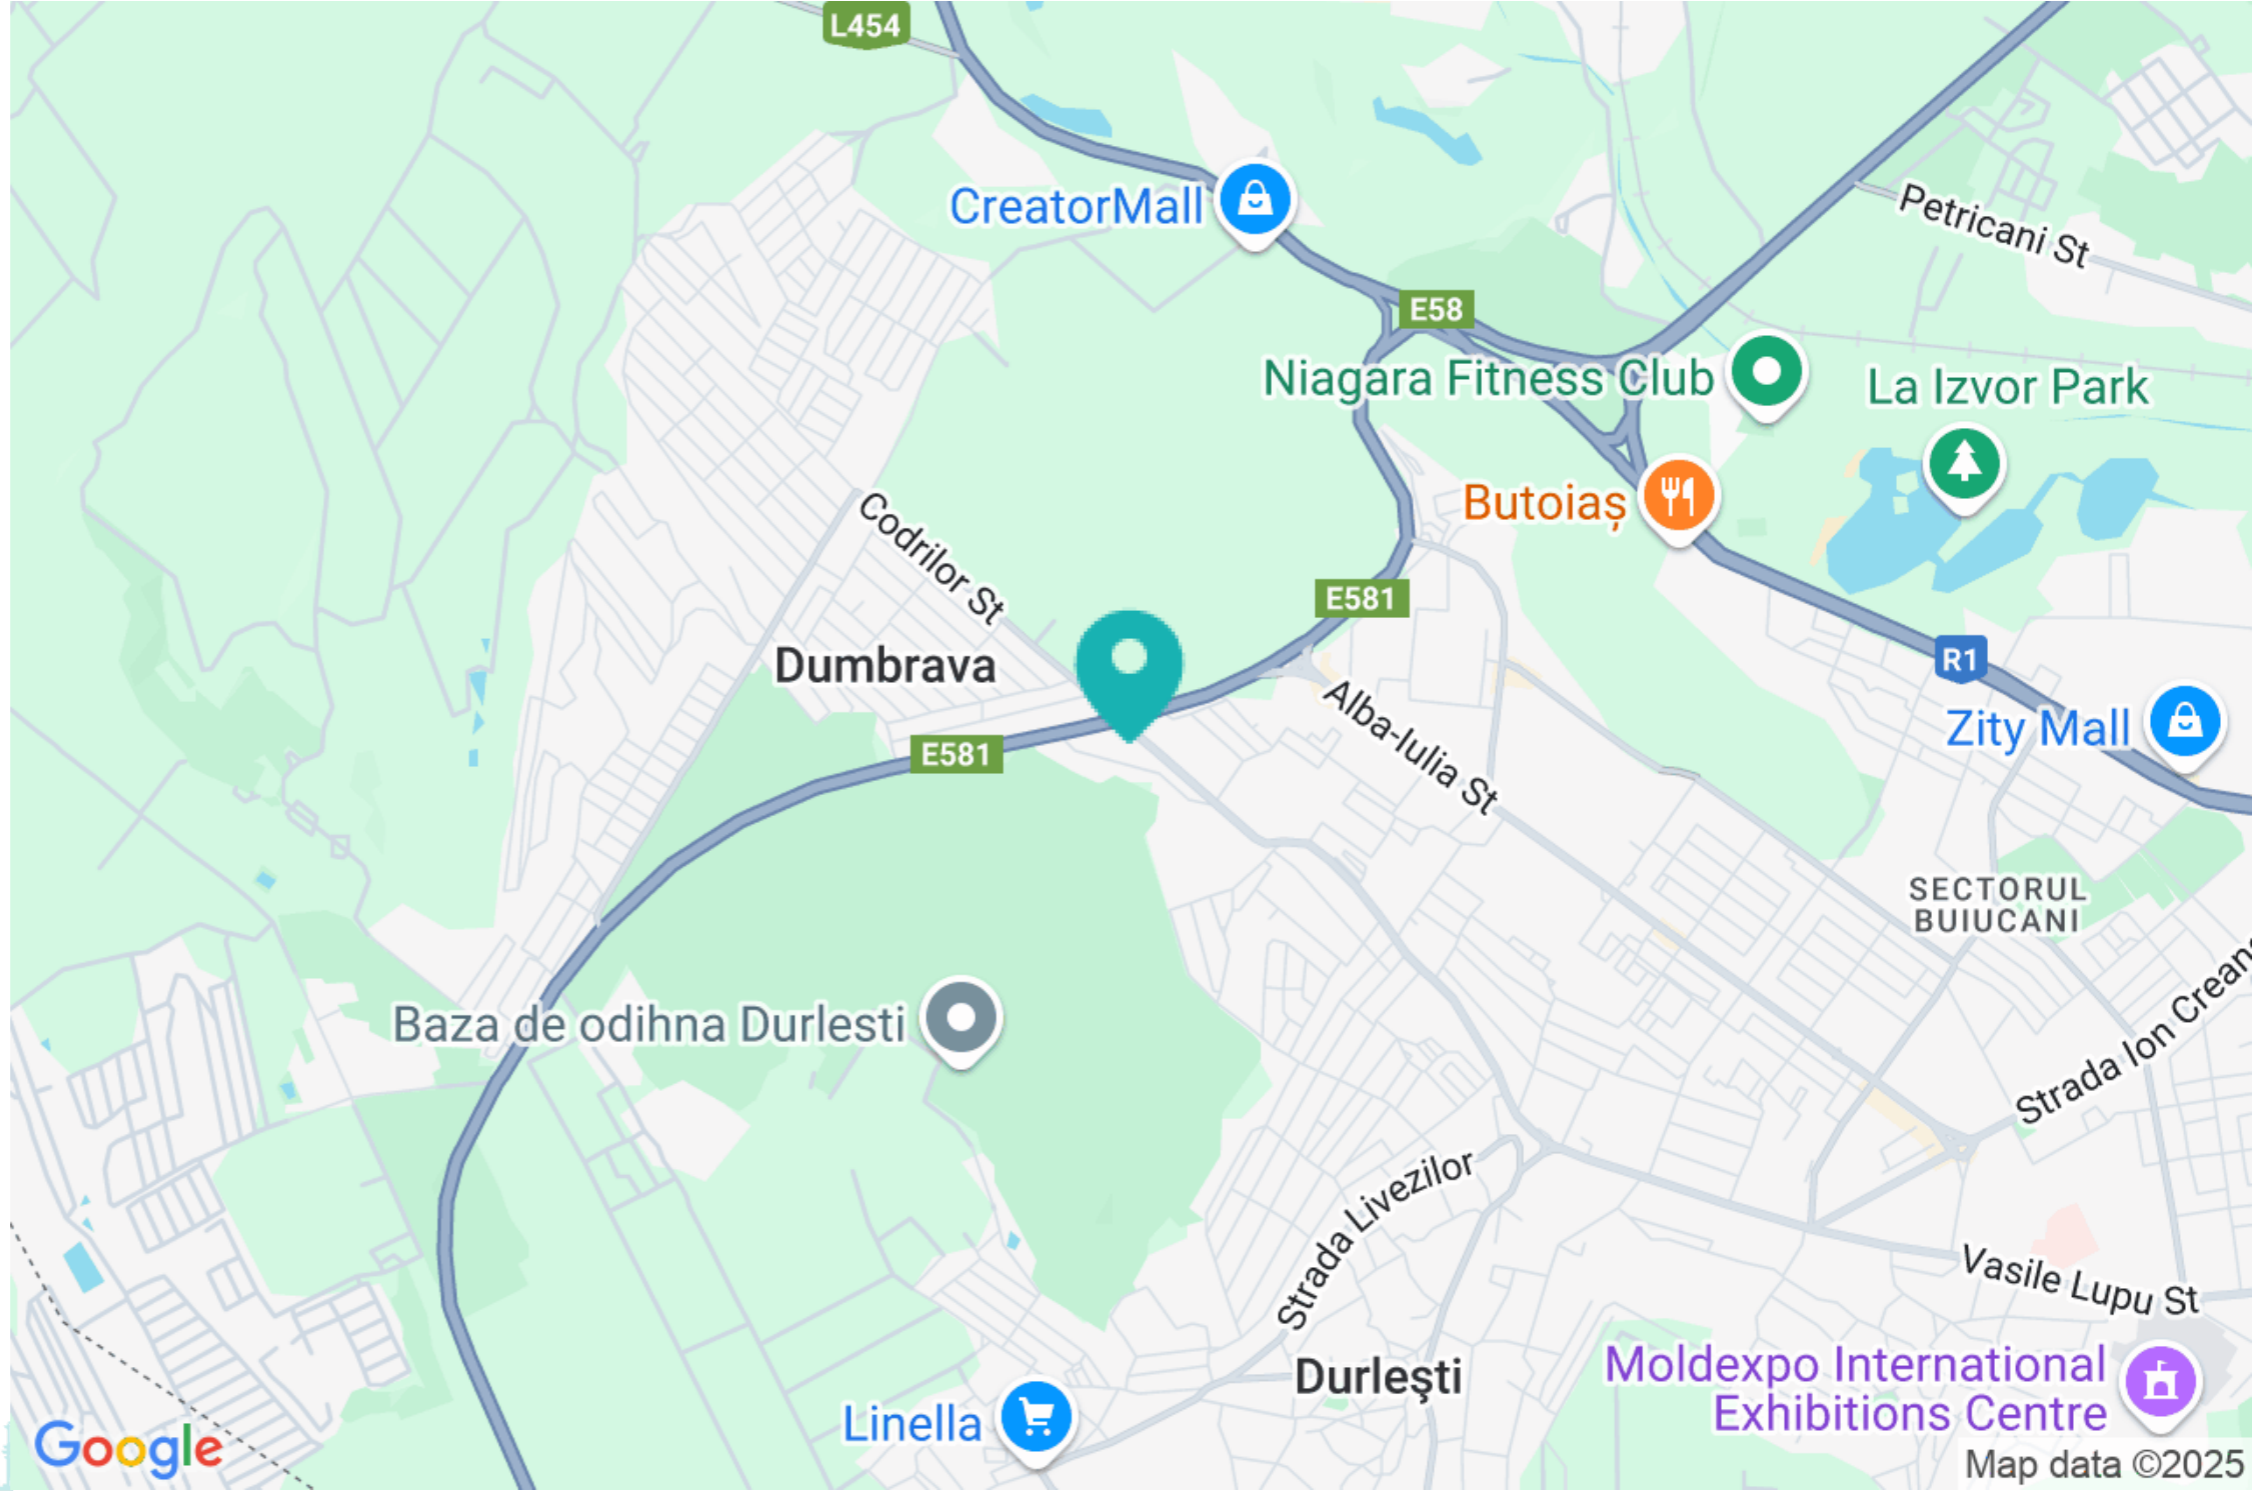 L454
CreatorMall
Petricani St
E58
Niagara Fitness Club
La Izvor Park
Butoiaș
Codrilor St
E581
Dumbrava
R1
Alba-Iulia St
Zity Mall
E581
SECTORUL
BUIUCANI
Strada Ion Creang
Baza de odihna Durlesti
Strada Livezilor
Vasile Lupu St
Durleşti
Moldexpo International
Exhibitions Centre
Linella
Google
Map data ©2025